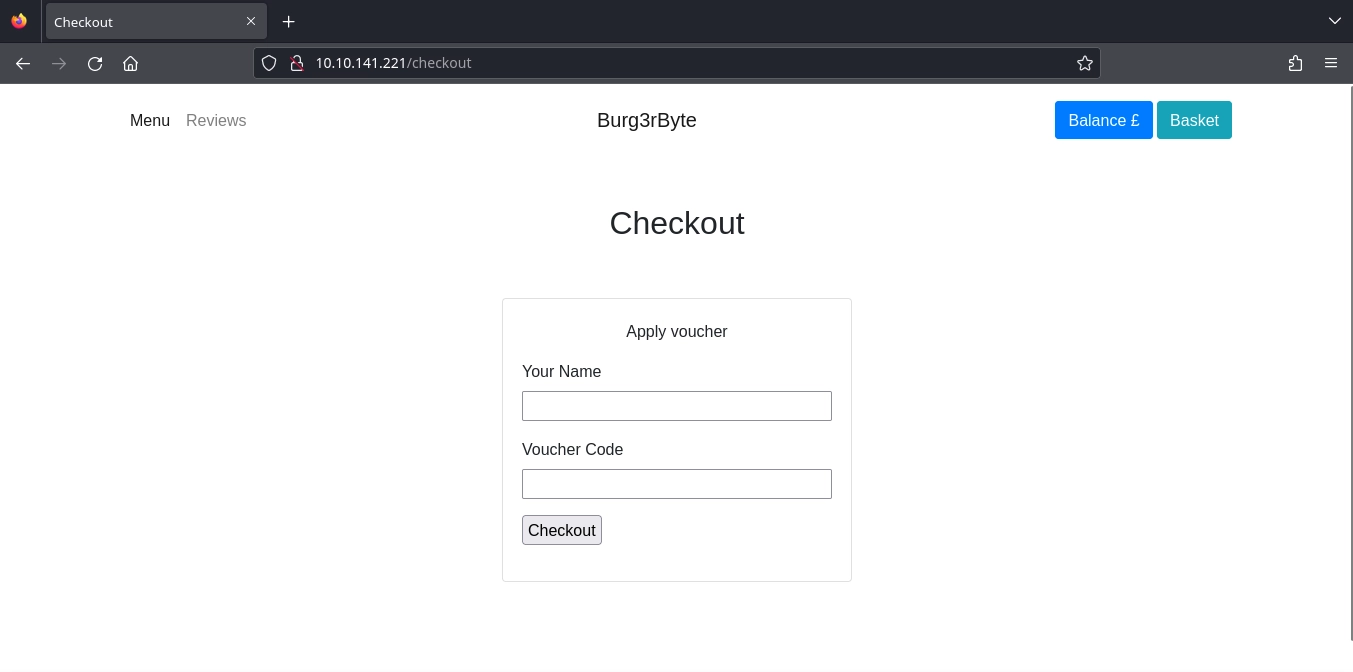 Checkout
10.10.141.221/checkout
Menu Reviews Burg3rByte Balance £ Basket
Checkout
Apply voucher
Your Name
Voucher Code
Checkout